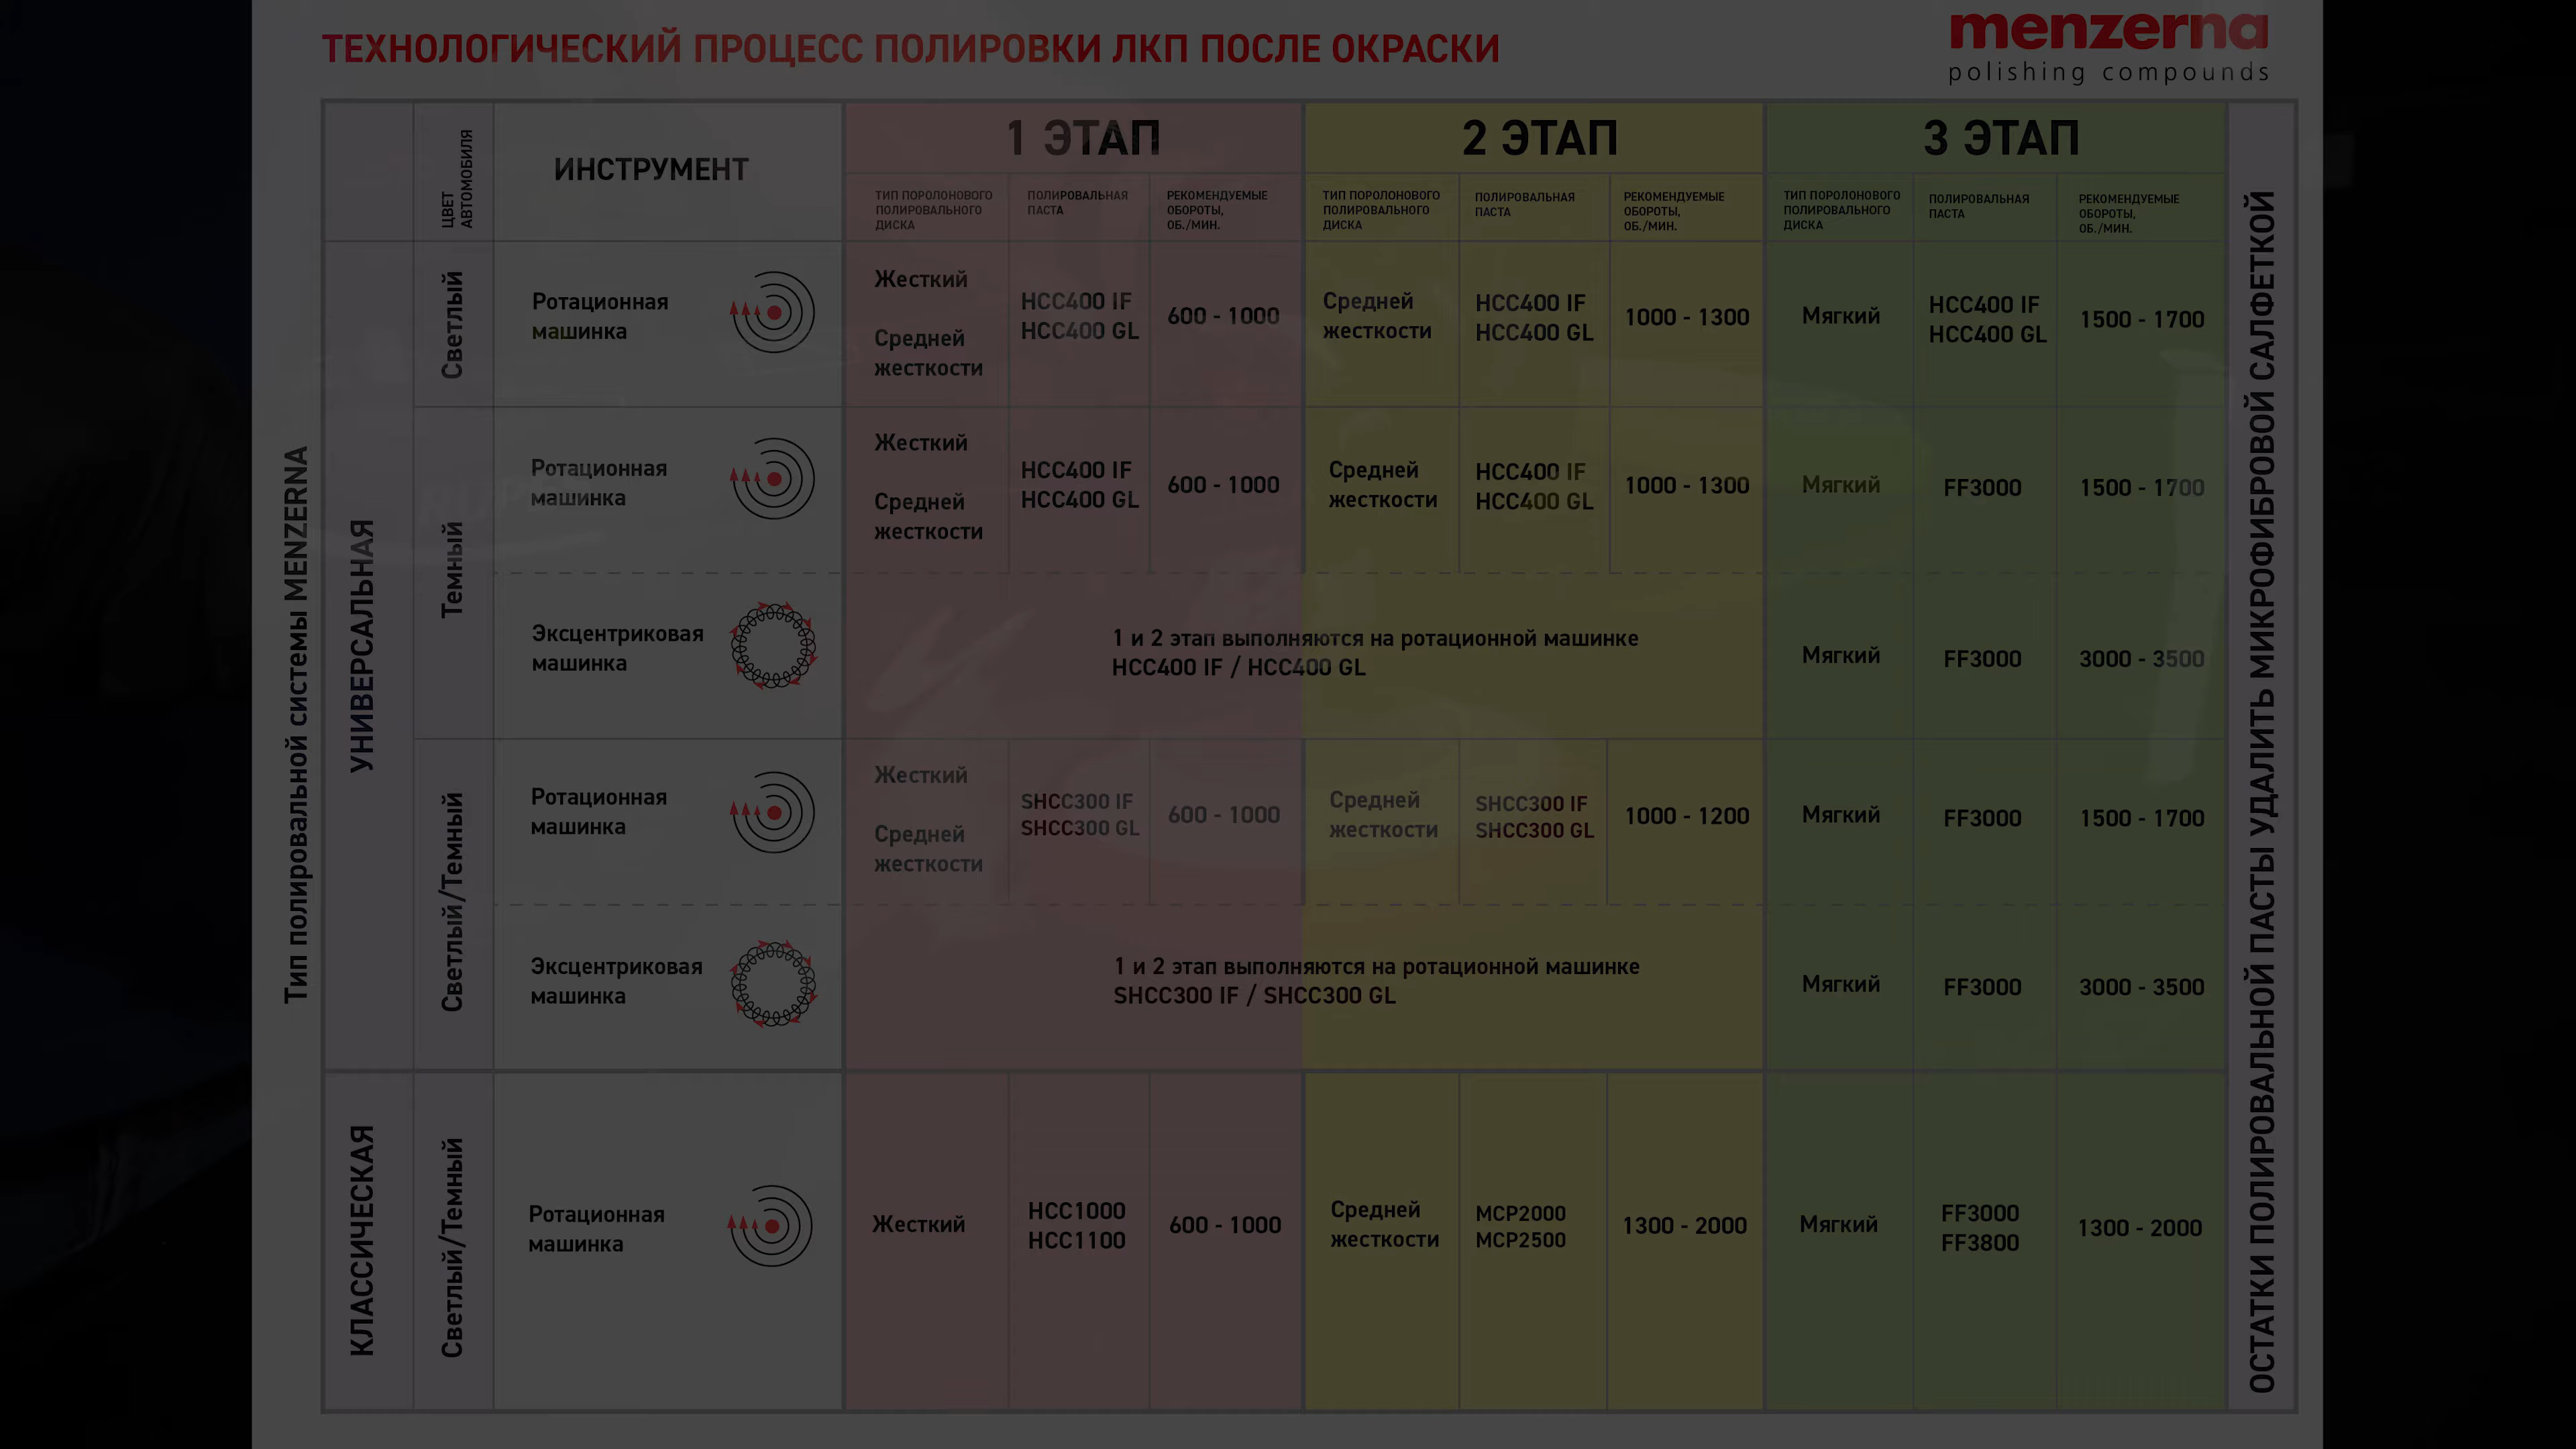 ТЕХНОЛОГИЧЕСКИЙ ПРОЦЕСС ПОЛИРОВКИ ЛКП ПОСЛЕ ОКРАСКИ
menzerna
polishing compounds
Тип полировальной системы MENZERNA
ЦВЕТ
АВТОМОБИЛЯ
ИНСТРУМЕНТ
1 ЭТАП
2 ЭТАП
3 ЭТАП
ТИП ПОРОЛОНОВОГО
ПОЛИРОВАЛЬНОГО
ДИСКА
ПОЛИРОВАЛЬНАЯ
ПАСТА
РЕКОМЕНДУЕМЫЕ
ОБОРОТЫ,
ОБ./МИН.
ТИП ПОРОЛОНОВОГО
ПОЛИРОВАЛЬНОГО
ДИСКА
ПОЛИРОВАЛЬНАЯ
ПАСТА
РЕКОМЕНДУЕМЫЕ
ОБОРОТЫ,
ОБ./МИН.
ТИП ПОРОЛОНОВОГО
ПОЛИРОВАЛЬНОГО
ДИСКА
ПОЛИРОВАЛЬНАЯ
ПАСТА
РЕКОМЕНДУЕМЫЕ
ОБОРОТЫ,
ОБ./МИН.
УНИВЕРСАЛЬНАЯ
Светлый
Ротационная
машинка
Жесткий
Средней
жесткости
HCC400 IF
HCC400 GL
600 - 1000
Средней
жесткости
HCC400 IF
HCC400 GL
1000 - 1300
Мягкий
HCC400 IF
HCC400 GL
1500 - 1700
Темный
Ротационная
машинка
Жесткий
Средней
жесткости
HCC400 IF
HCC400 GL
600 - 1000
Средней
жесткости
HCC400 IF
HCC400 GL
1000 - 1300
Мягкий
FF3000
1500 - 1700
Эксцентриковая
машинка
1 и 2 этап выполняются на ротационной машинке
HCC400 IF / HCC400 GL
Мягкий
FF3000
3000 - 3500
Светлый/Темный
Ротационная
машинка
Жесткий
Средней
жесткости
SHCC300 IF
SHCC300 GL
600 - 1000
Средней
жесткости
SHCC300 IF
SHCC300 GL
1000 - 1200
Мягкий
FF3000
1500 - 1700
Эксцентриковая
машинка
1 и 2 этап выполняются на ротационной машинке
SHCC300 IF / SHCC300 GL
Мягкий
FF3000
3000 - 3500
КЛАССИЧЕСКАЯ
Светлый/Темный
Ротационная
машинка
Жесткий
HCC1000
HCC1100
600 - 1000
Средней
жесткости
MCP2000
MCP2500
1300 - 2000
Мягкий
FF3000
FF3800
1300 - 2000
ОСТАТКИ ПОЛИРОВАЛЬНОЙ ПАСТЫ УДАЛИТЬ МИКРОФИБРОВОЙ САЛФЕТКОЙ